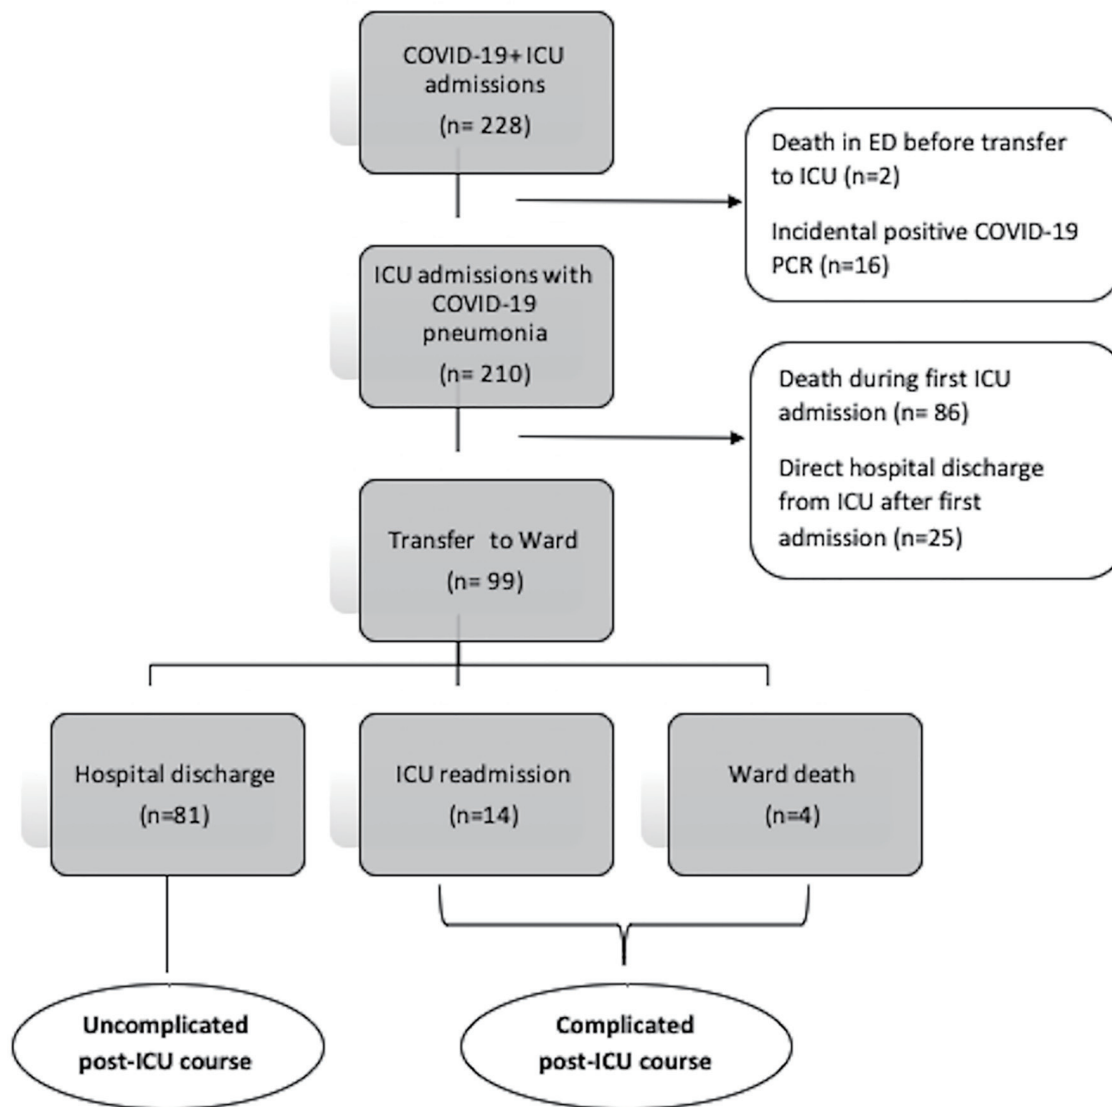 COVID-19+ ICU
admissions
(n= 228)
Death in ED before transfer
to ICU (n=2)
Incidental positive COVID-19
PCR (n=16)
ICU admissions with
COVID-19
pneumonia
(n= 210)
Death during first ICU
admission (n= 86)
Direct hospital discharge
from ICU after first
admission (n=25)
Transfer to Ward
(n= 99)
Hospital discharge
(n=81)
ICU readmission
(n=14)
Ward death
(n=4)
Uncomplicated
post-ICU course
Complicated
post-ICU course